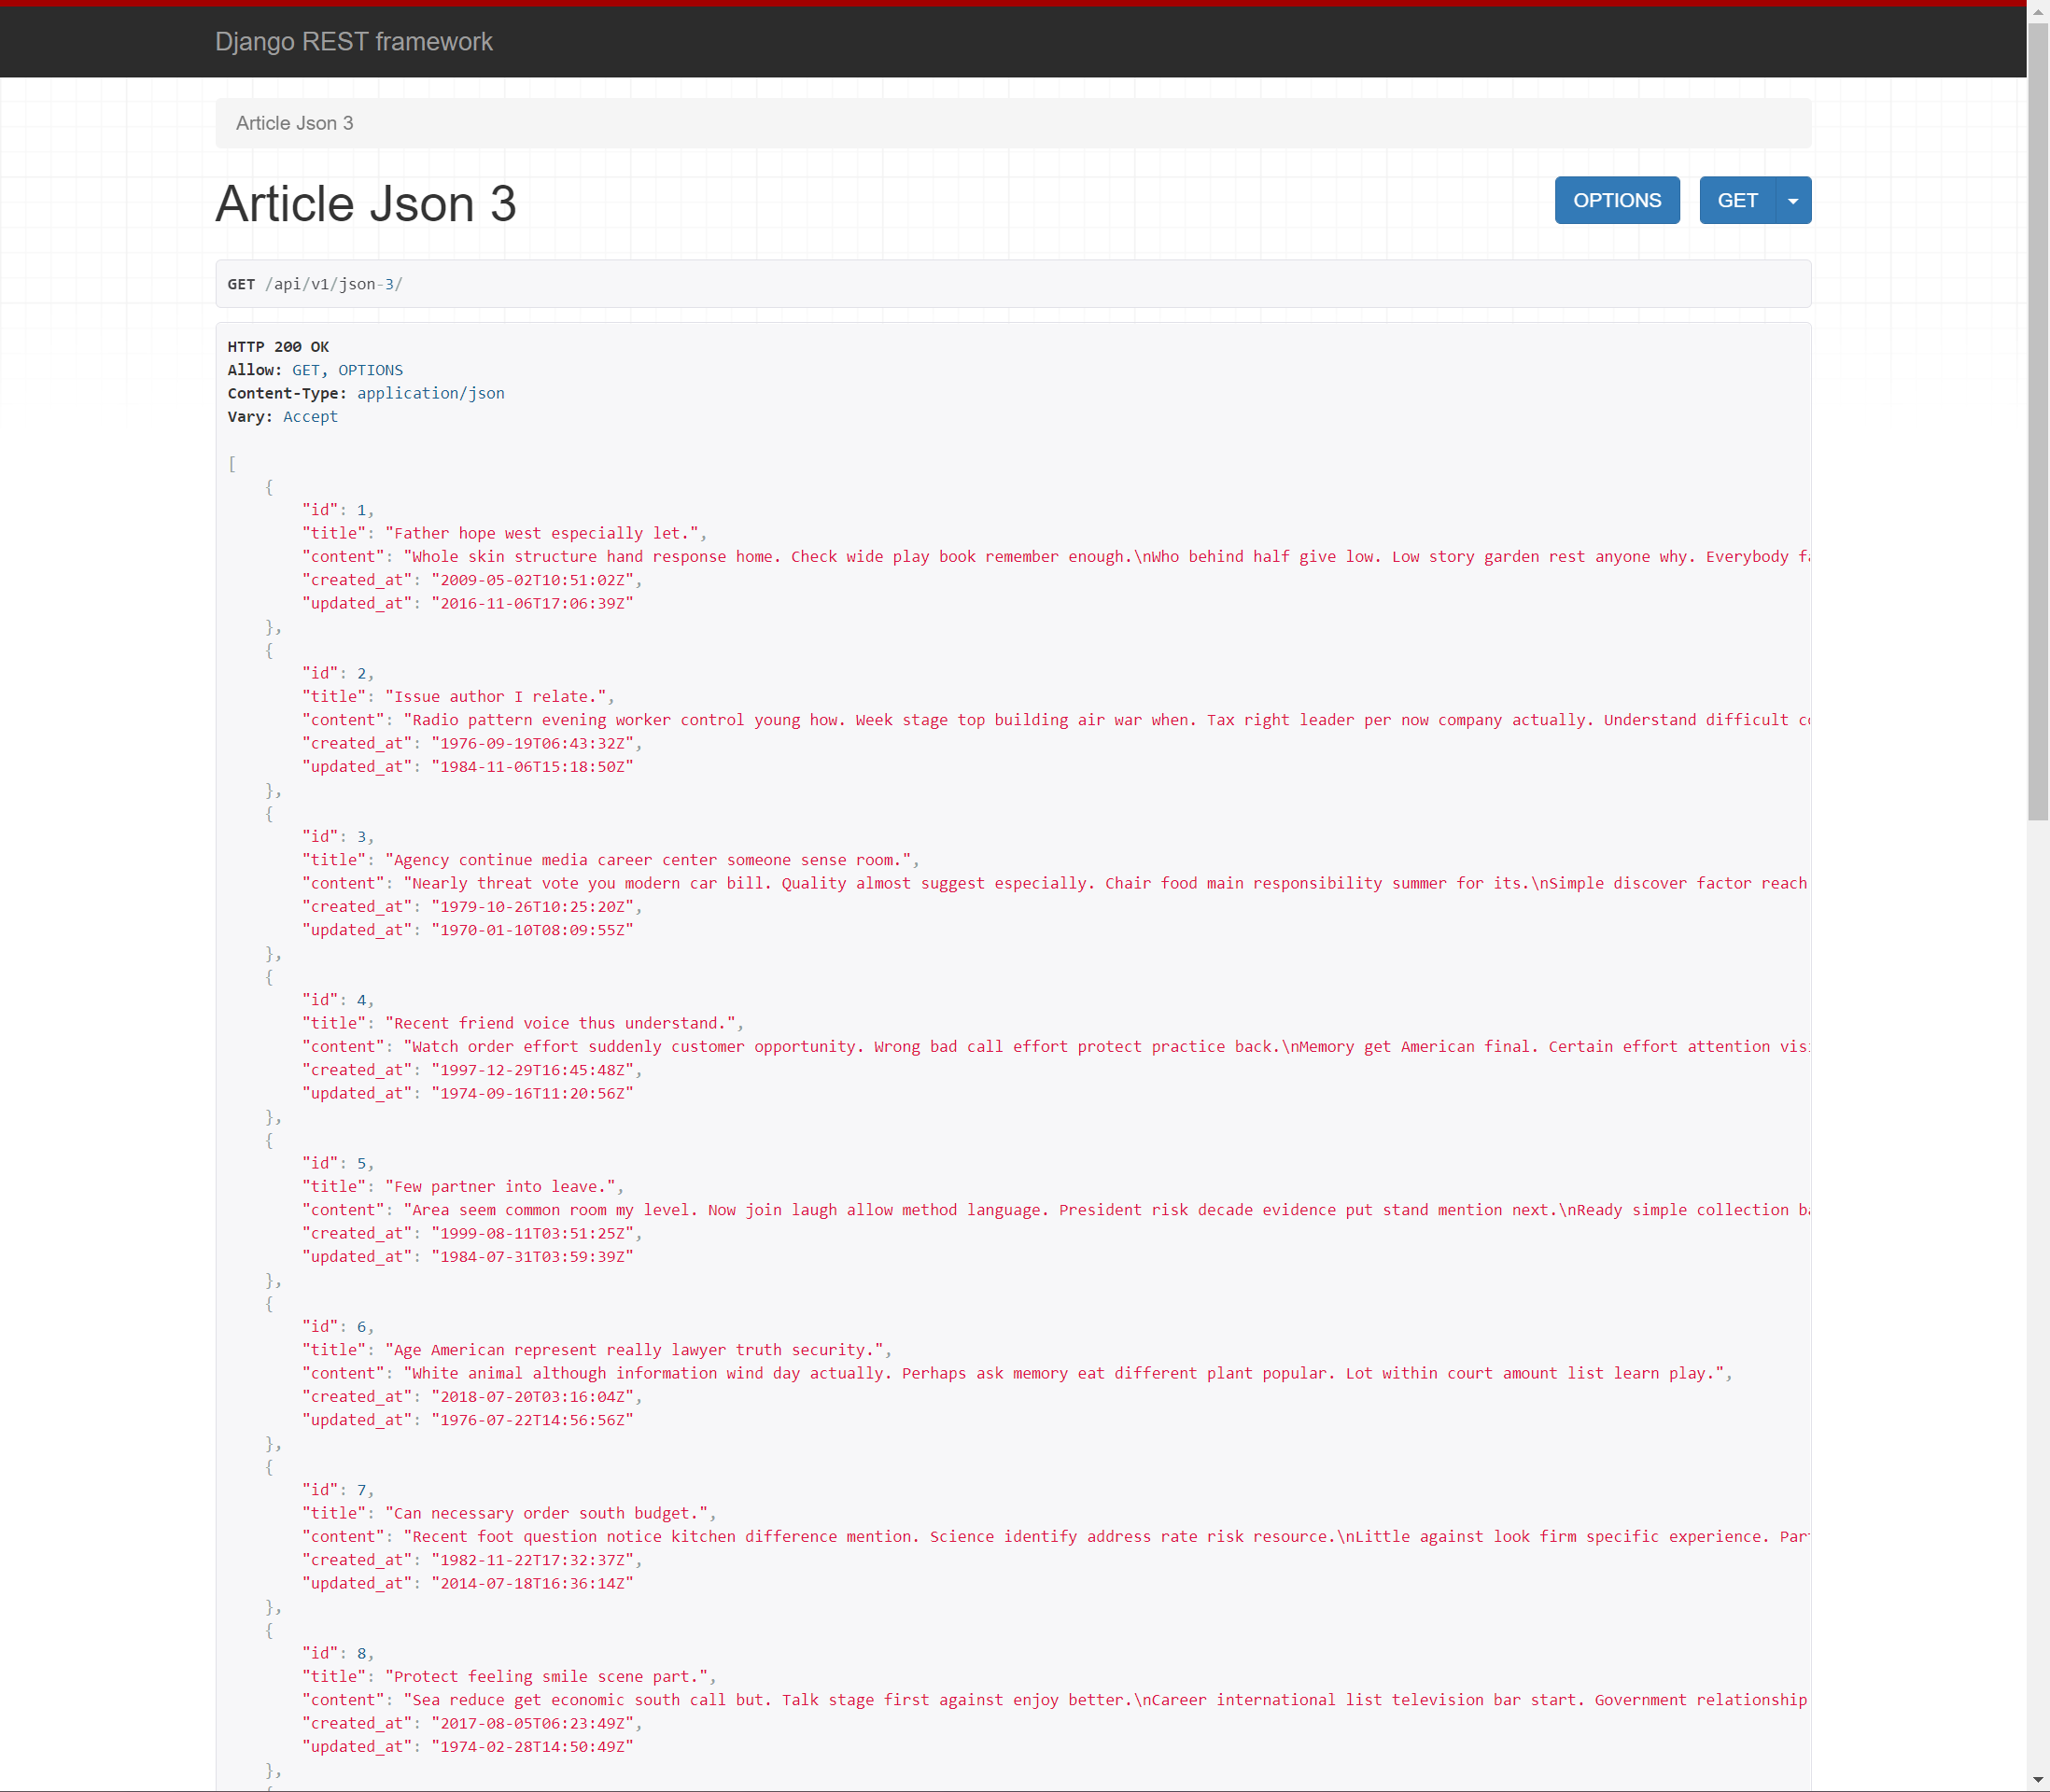 Django REST framework
Article Json 3
Article Json 3
OPTIONS
GET
GET /api/v1/json-3/
HTTP 200 OK
Allow: GET, OPTIONS
Content-Type: application/json
Vary: Accept
[
{
"id": 1,
"title": "Father hope west especially let.",
"content": "Whole skin structure hand response home. Check wide play book remember enough.\nWho behind half give low. Low story garden rest anyone why. Everybody
"created_at": "2009-05-02T10:51:02Z",
"updated_at": "2016-11-06T17:06:39Z"
},
{
"id": 2,
"title": "Issue author I relate.",
"content": "Radio pattern evening worker control young how. Week stage top building air war when. Tax right leader per now company actually. Understand difficult
"created_at": "1976-09-19T06:43:32Z",
"updated_at": "1984-11-06T15:18:50Z"
},
{
"id": 3,
"title": "Agency continue media career center someone sense room.",
"content": "Nearly threat vote you modern car bill. Quality almost suggest especially. Chair food main responsibility summer for its.\nSimple discover factor reach
"created_at": "1979-10-26T10:25:20Z",
"updated_at": "1970-01-10T08:09:55Z"
},
{
"id": 4,
"title": "Recent friend voice thus understand.",
"content": "Watch order effort suddenly customer opportunity. Wrong bad call effort protect practice back.\nMemory get American final. Certain effort attention
"created_at": "1997-12-29T16:45:48Z",
"updated_at": "1974-09-16T11:20:56Z"
},
{
"id": 5,
"title": "Few partner into leave.",
"content": "Area seem common room my level. Now join laugh allow method language. President risk decade evidence put stand mention next.\nReady simple collection
"created_at": "1999-08-11T03:51:25Z",
"updated_at": "1984-07-31T03:59:39Z"
},
{
"id": 6,
"title": "Age American represent really lawyer truth security.",
"content": "White animal although information wind day actually. Perhaps ask memory eat different plant popular. Lot within court amount list learn play.",
"created_at": "2018-07-20T03:16:04Z",
"updated_at": "1976-07-22T14:56:56Z"
},
{
"id": 7,
"title": "Can necessary order south budget.",
"content": "Recent foot question notice kitchen difference mention. Science identify address rate risk resource.\nLittle against look firm specific experience.
"created_at": "1982-11-22T17:32:37Z",
"updated_at": "2014-07-18T16:36:14Z"
},
{
"id": 8,
"title": "Protect feeling smile scene part.",
"content": "Sea reduce get economic south call but. Talk stage first against enjoy better.\nCareer international list television bar start. Government relationship
"created_at": "2017-08-05T06:23:49Z",
"updated_at": "1974-02-28T14:50:49Z"
},